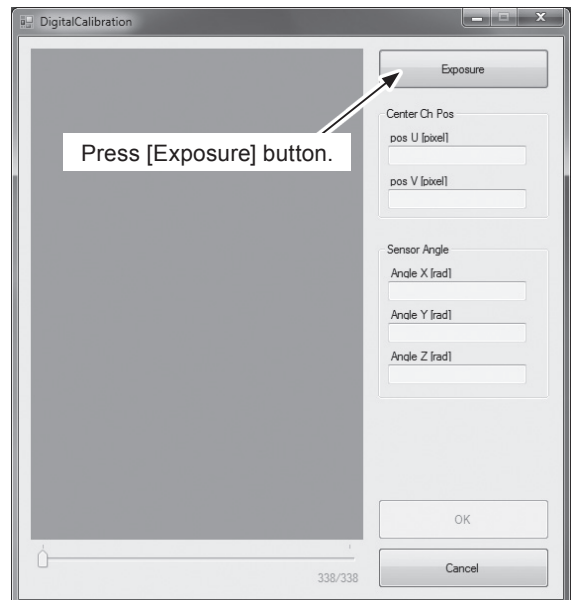 DigitalCalibration
Exposure
Press [Exposure] button.
Center Ch Pos
pos U [pixel]
pos V [pixel]
Sensor Angle
Angle X [rad]
Angle Y [rad]
Angle Z [rad]
OK
338/338
Cancel